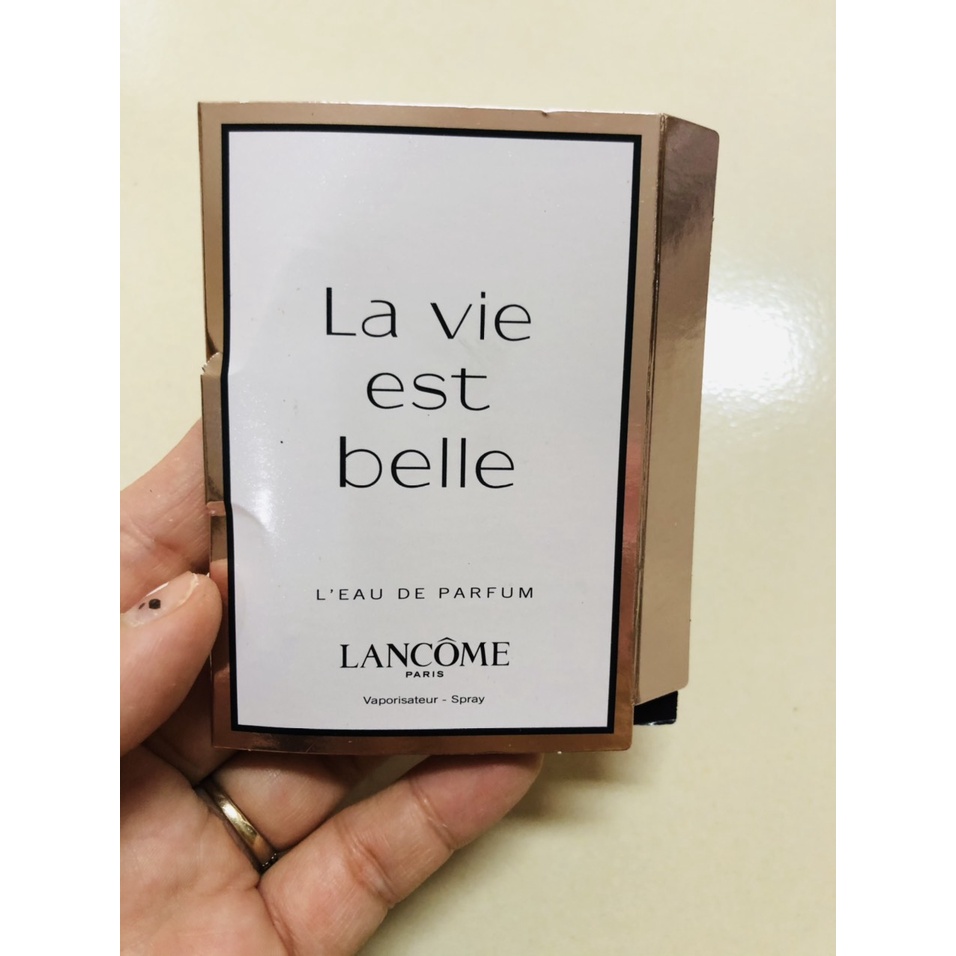 La vie
est
belle
L'EAU DE PARFUM
LANCÔME
PARIS
Vaporisateur - Spray